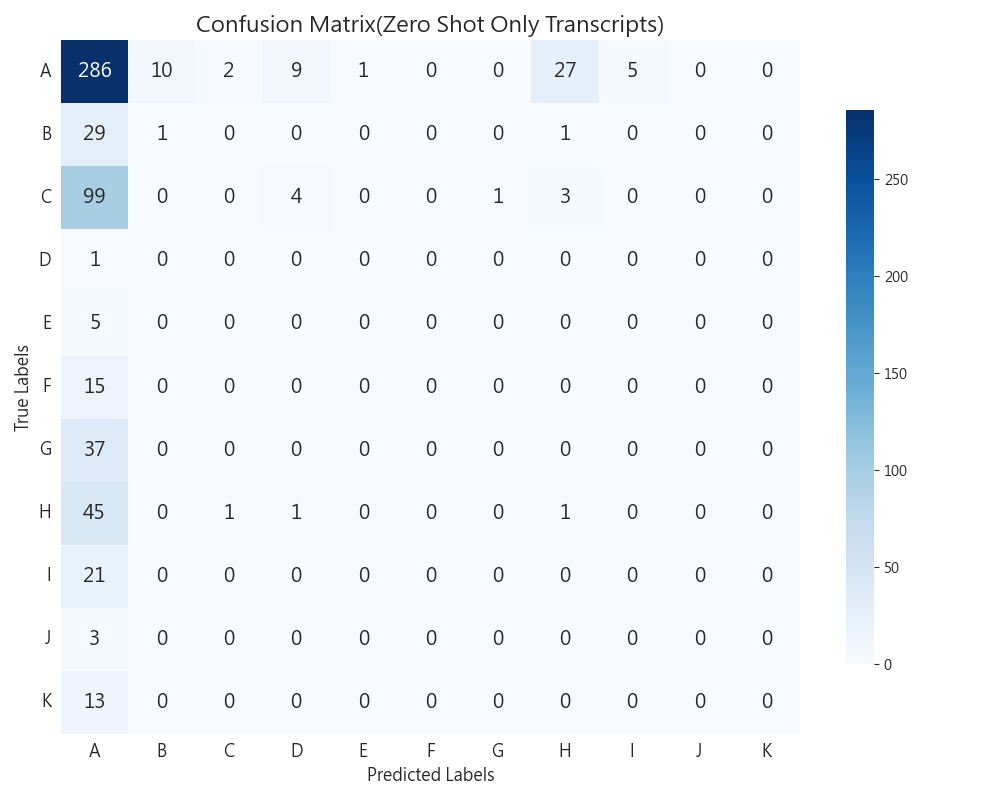 Confusion Matrix(Zero Shot Only Transcripts)
A 286 10 2 9 1 0 0 27 5 0 0
B 29 1 0 0 0 0 0 1 0 0 0
C 99 0 0 4 0 0 1 3 0 0 0
D 1 0 0 0 0 0 0 0 0 0 0
E 5 0 0 0 0 0 0 0 0 0 0
F 15 0 0 0 0 0 0 0 0 0 0
G 37 0 0 0 0 0 0 0 0 0 0
H 45 0 1 1 0 0 0 1 0 0 0
I 21 0 0 0 0 0 0 0 0 0 0
J 3 0 0 0 0 0 0 0 0 0 0
K 13 0 0 0 0 0 0 0 0 0 0
A B C D E F G H I J K
Predicted Labels
True Labels
250
200
150
100
50
0